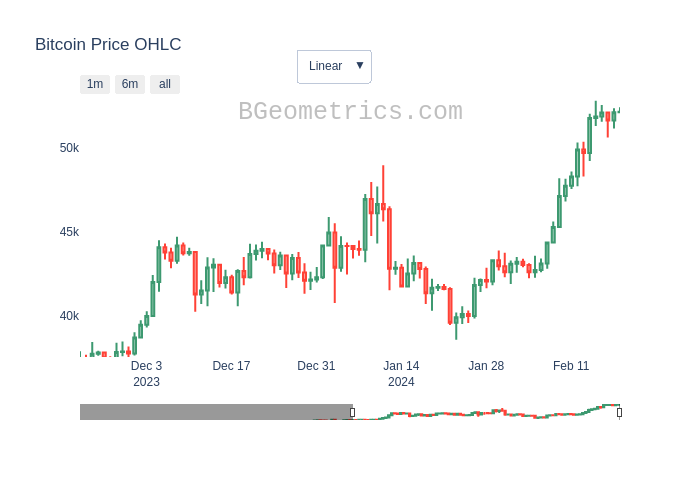 Bitcoin Price OHLC
Linear ▼
1m 6m all
BGeometrics.com
50k
45k
40k
Dec 3 Dec 17 Dec 31 Jan 14 Jan 28 Feb 11
2023 2024